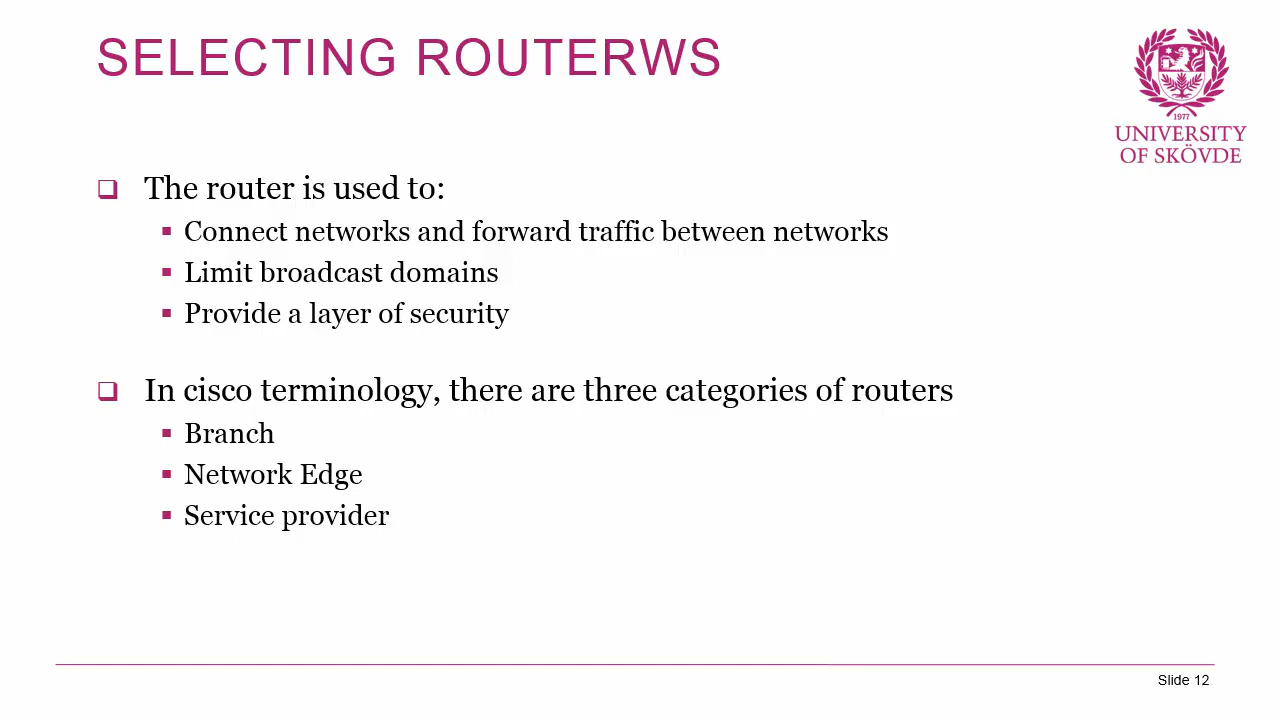 SELECTING ROUTERWS
1977
UNIVERSITY
OF SKÖVDE
The router is used to:
Connect networks and forward traffic between networks
Limit broadcast domains
Provide a layer of security
In cisco terminology, there are three categories of routers
Branch
Network Edge
Service provider
Slide 12